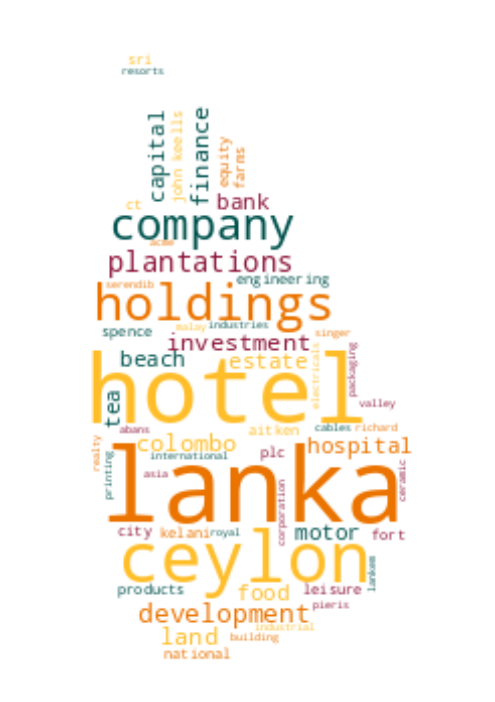 sri
resorts
capital
john keells
finance
equity
farms
ct
bank
company
acme
plantations
engineering
serendib
holdings
spence
malay
industries
singer
investment
beach
estate
electricals
packaging
hotel
tea
valley
abans
aitken
cables
richard
colombo
hospital
realty
printing
international
plc
asia
ceramic
lanka
corporation
city
kelani
royal
motor
fort
ceylon
lankem
products
food
leisure
development
pieris
land
industrial
building
national